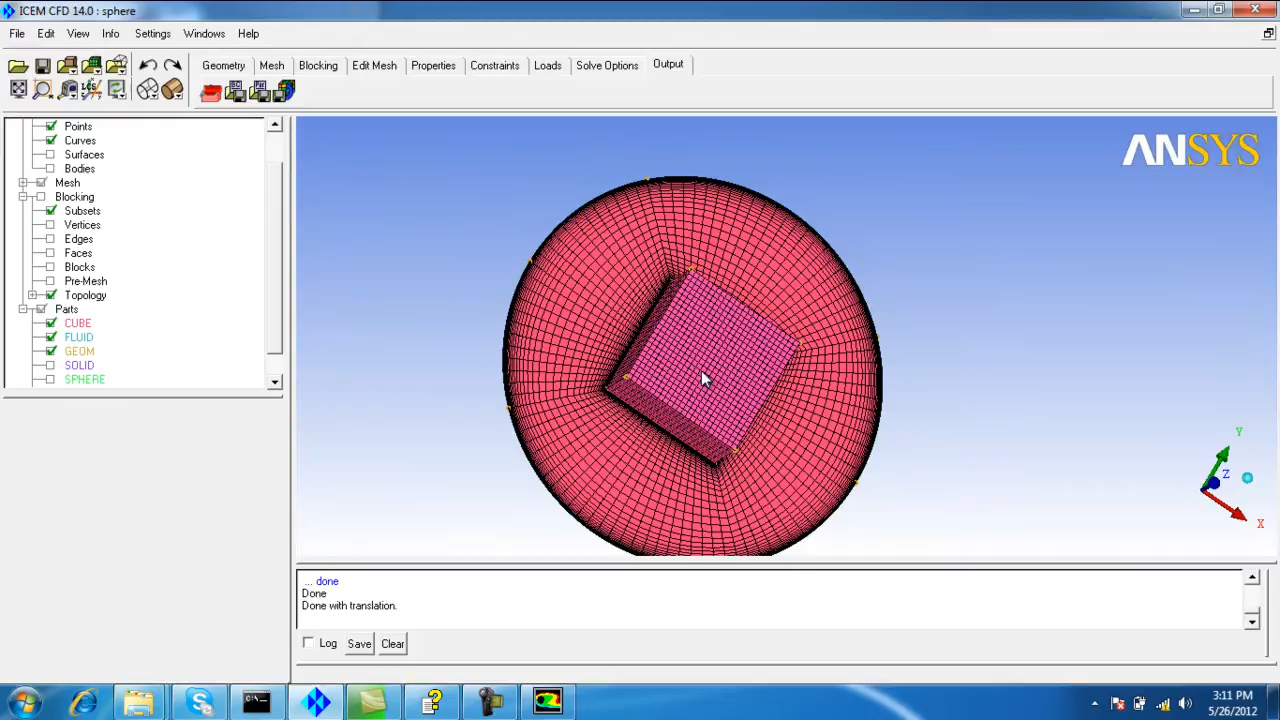 ICEM CFD 14.0 : sphere
File Edit View Info Settings Windows Help
Geometry Mesh Blocking Edit Mesh Properties Constraints Loads Solve Options Output
Points
Curves
Surfaces
Bodies
Mesh
Blocking
Subsets
Vertices
Edges
Faces
Blocks
Pre-Mesh
Topology
Parts
CUBE
FLUID
GEOM
SOLID
SPHERE
ANSYS
Y
Z
X
... done
Done
Done with translation.
Log Save Clear
3:11 PM
5/26/2012